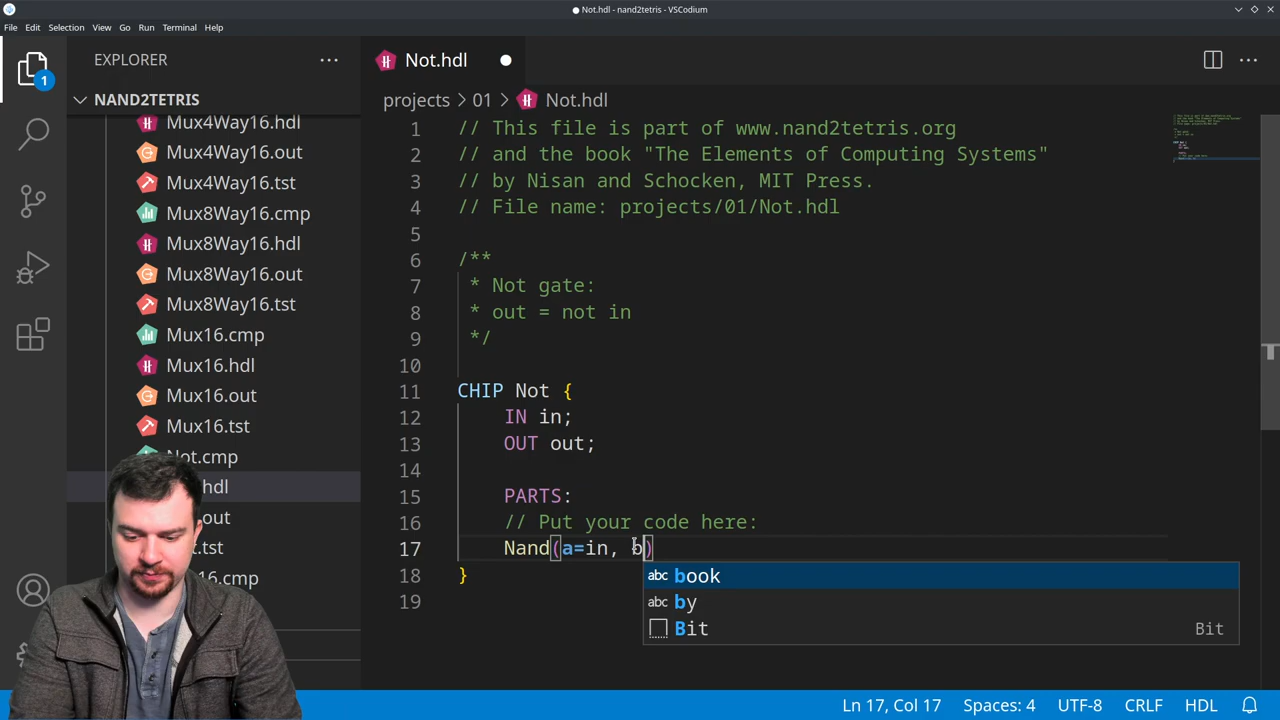 Not.hdl - nand2tetris - VSCodium
File Edit Selection View Go Run Terminal Help
1
EXPLORER
Not.hdl
NAND2TETRIS
projects > 01 > Not.hdl
Mux4Way16.hdl
Mux4Way16.out
Mux4Way16.tst
Mux8Way16.cmp
Mux8Way16.hdl
Mux8Way16.out
Mux8Way16.tst
Mux16.cmp
Mux16.hdl
Mux16.out
Mux16.tst
Not.cmp
hdl
.out
.tst
.cmp
1 // This file is part of www.nand2tetris.org
2 // and the book "The Elements of Computing Systems"
3 // by Nisan and Schocken, MIT Press.
4 // File name: projects/01/Not.hdl
5
6 /**
7 * Not gate:
8 * out = not in
9 */
10
11 CHIP Not {
12 IN in;
13 OUT out;
14
15 PARTS:
16 // Put your code here:
17 Nand(a=in, b)
18 }
19
abc book
abc by
Bit Bit
Ln 17, Col 17 Spaces: 4 UTF-8 CRLF HDL